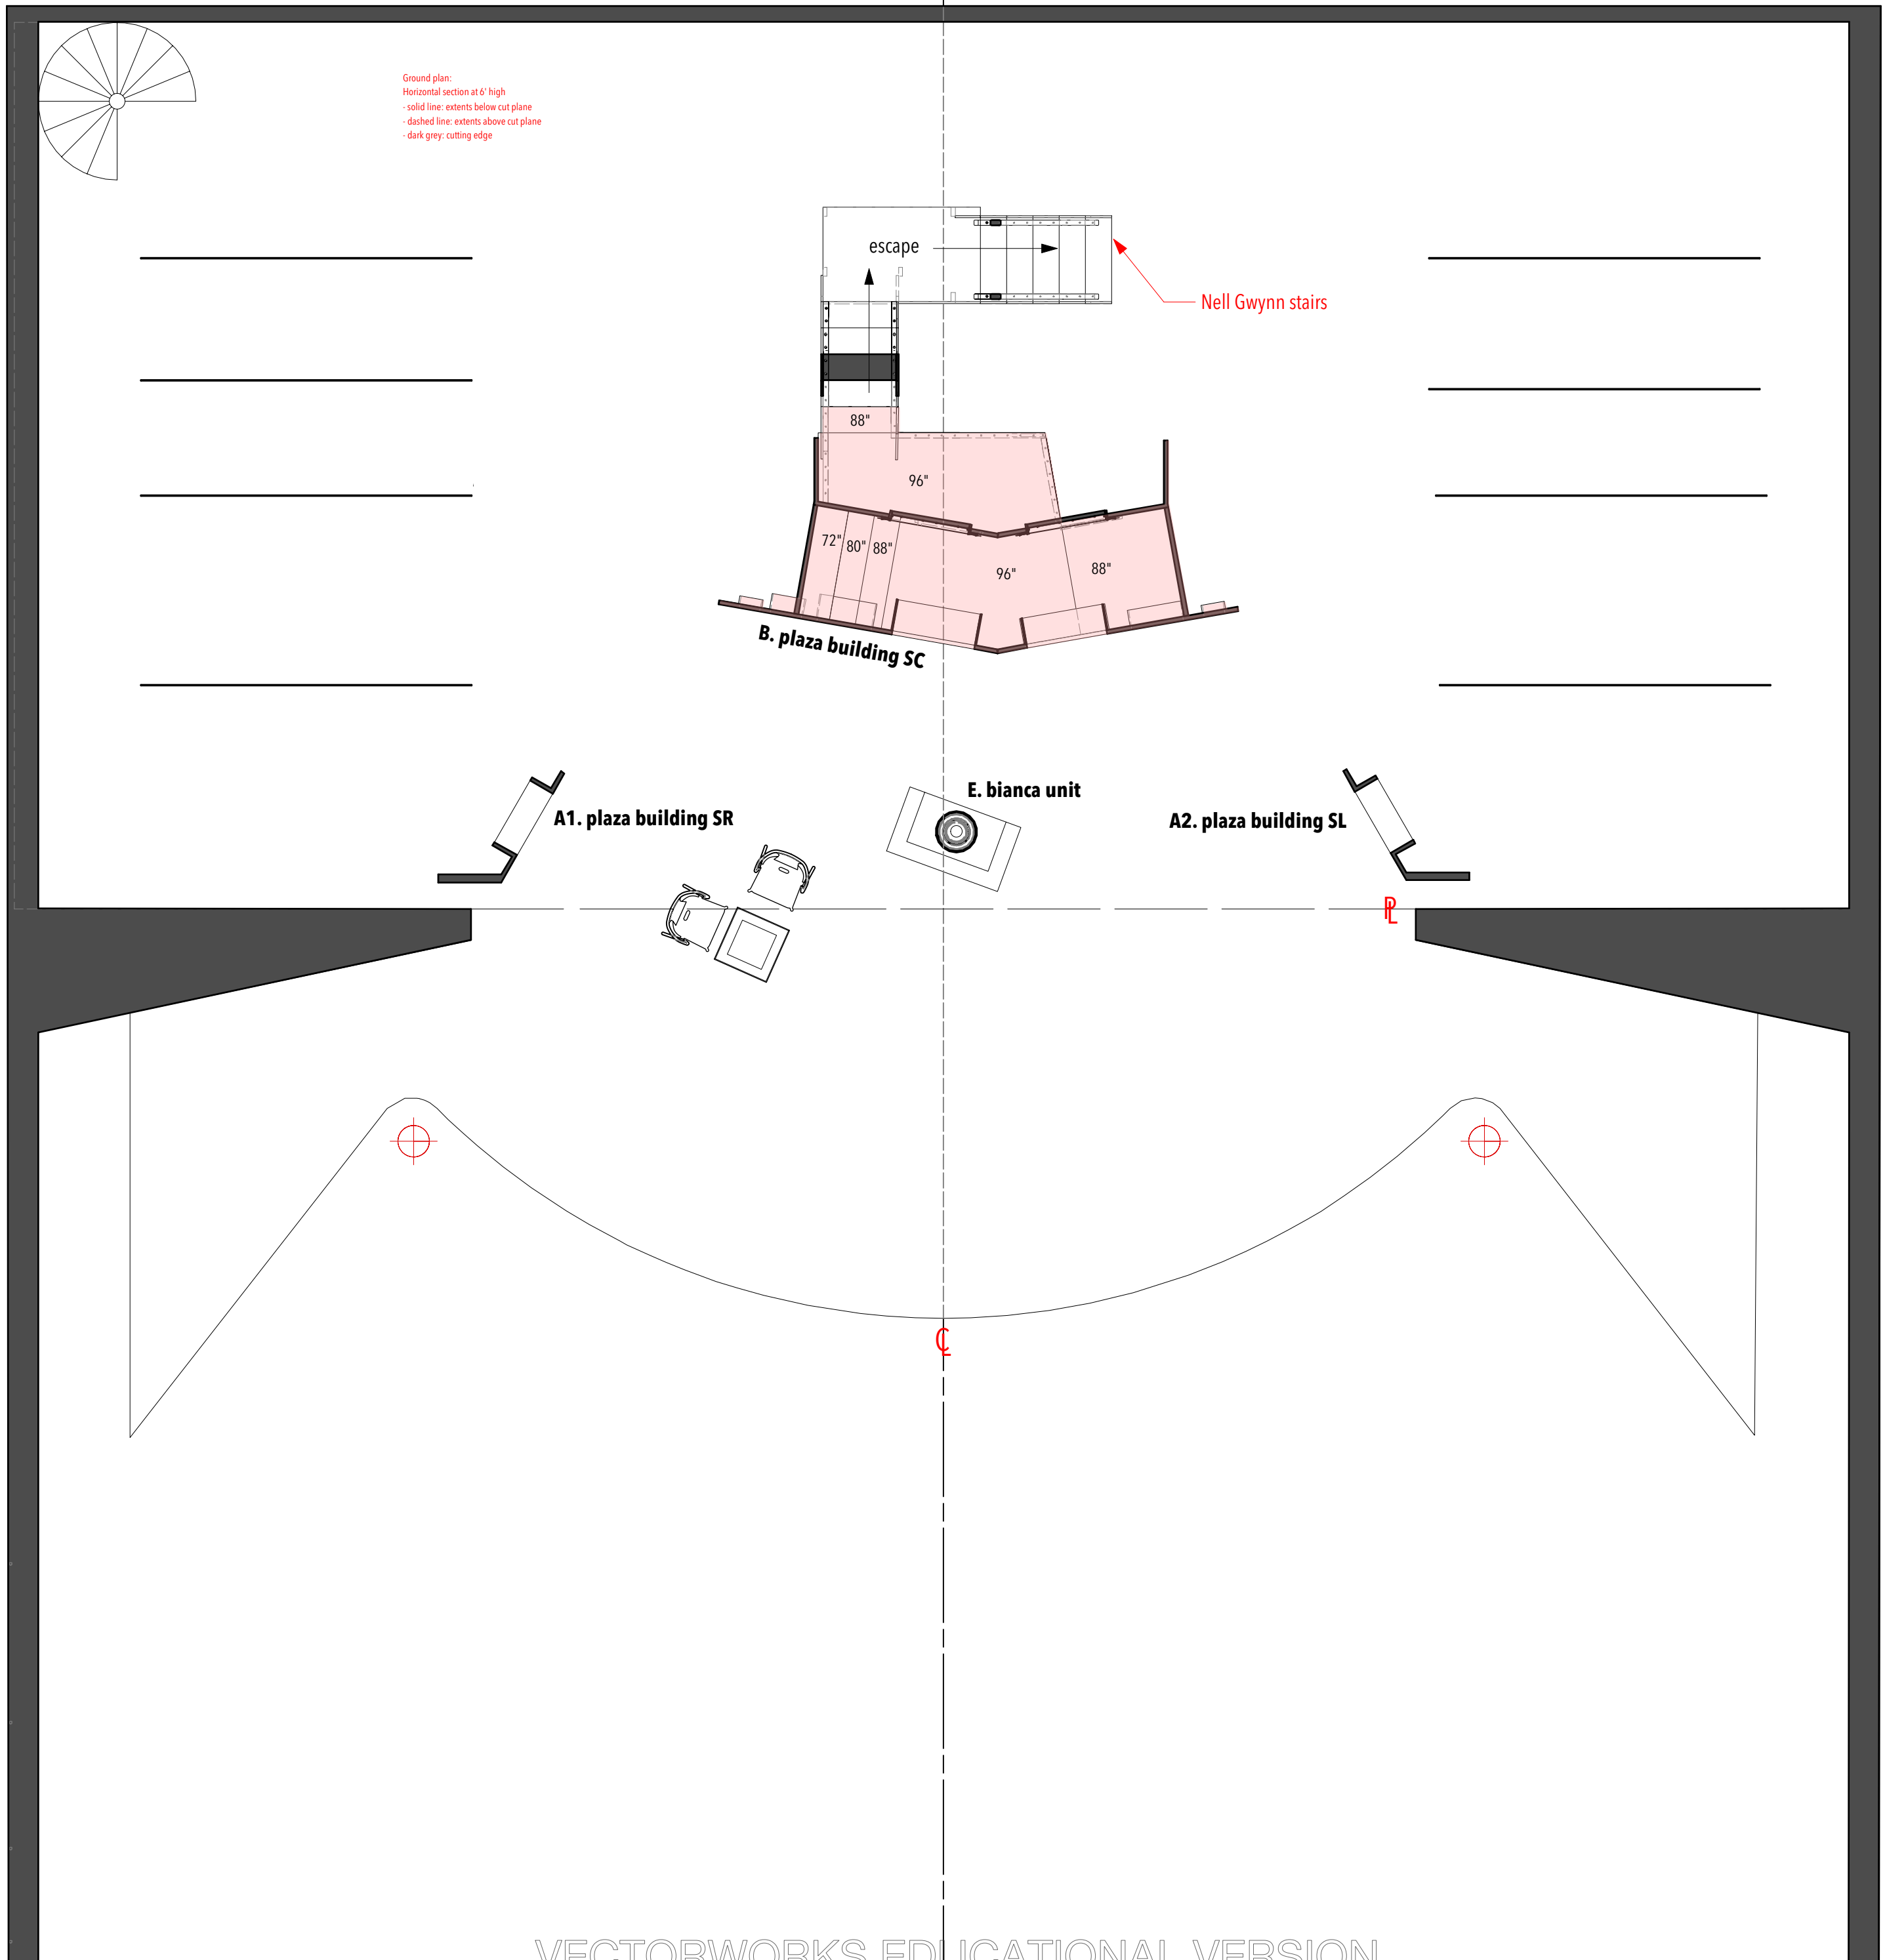 Ground plan:
Horizontal section at 6' high
- solid line: extents below cut plane
- dashed line: extents above cut plane
- dark grey: cutting edge
escape
Nell Gwynn stairs
88"
96"
72"
80"
88"
96"
88"
B. plaza building SC
E. bianca unit
A1. plaza building SR
A2. plaza building SL
PL
CL
VECTORWORKS EDUCATIONAL VERSION